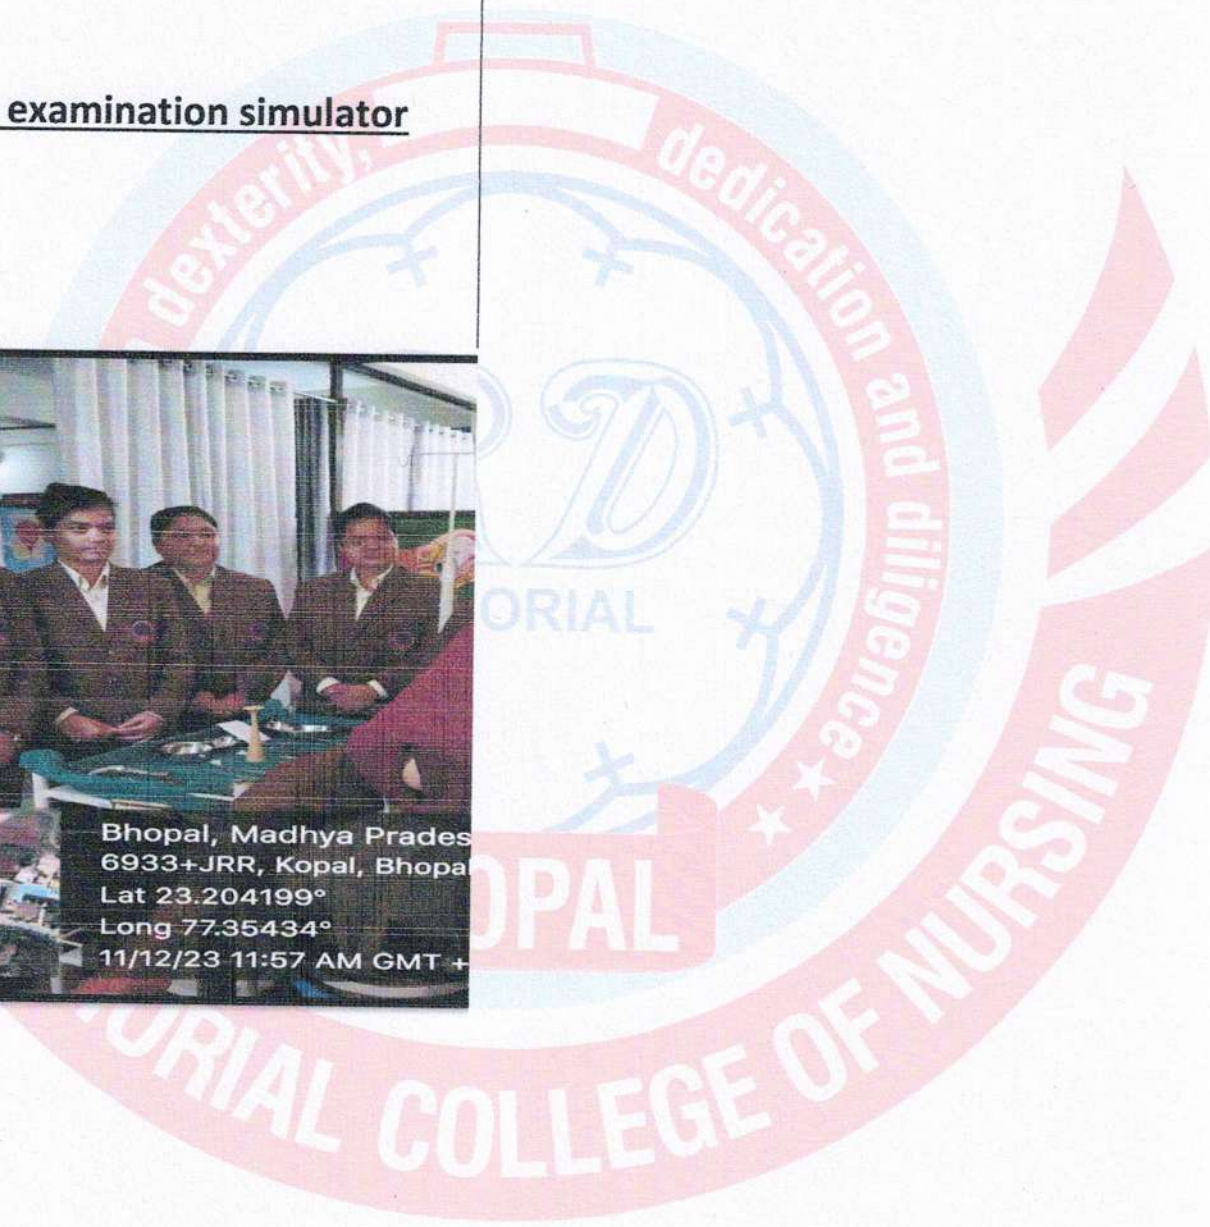 examination simulator
dexterity,
dedication and diligence
RD
ORIAL
OPAL
ORIAL COLLEGE OF NURSING
Bhopal, Madhya Prades
6933+JRR, Kopal, Bhopal
Lat 23.204199°
Long 77.35434°
11/12/23 11:57 AM GMT +